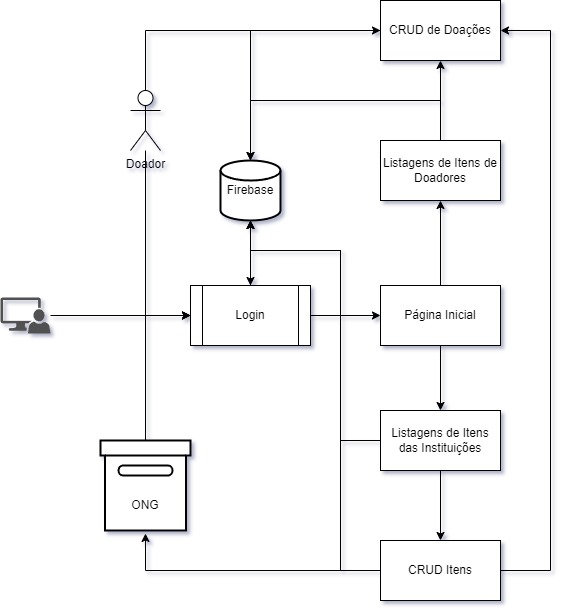 CRUD de Doações
Doador
Listagens de Itens de
Doadores
Firebase
Login
Página Inicial
Listagens de Itens
das Instituições
ONG
CRUD Itens